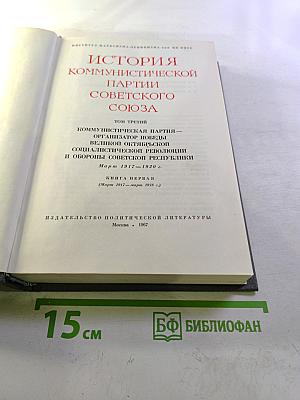 ИНСТИТУТ МАРКСИЗМА-ЛЕНИНИЗМА ПРИ ЦК КПСС
ИСТОРИЯ
КОММУНИСТИЧЕСКОЙ
ПАРТИИ
СОВЕТСКОГО
СОЮЗА
ТОМ ТРЕТИЙ
КОММУНИСТИЧЕСКАЯ ПАРТИЯ —
ОРГАНИЗАТОР ПОБЕДЫ
ВЕЛИКОЙ ОКТЯБРЬСКОЙ
СОЦИАЛИСТИЧЕСКОЙ РЕВОЛЮЦИИ
И ОБОРОНЫ СОВЕТСКОЙ РЕСПУБЛИКИ
Март 1917—1920 г.
КНИГА ПЕРВАЯ
(Март 1917—март 1918 г.)
ИЗДАТЕЛЬСТВО ПОЛИТИЧЕСКОЙ ЛИТЕРАТУРЫ
Москва • 1967
15 см
БФ БИБЛИОФАН